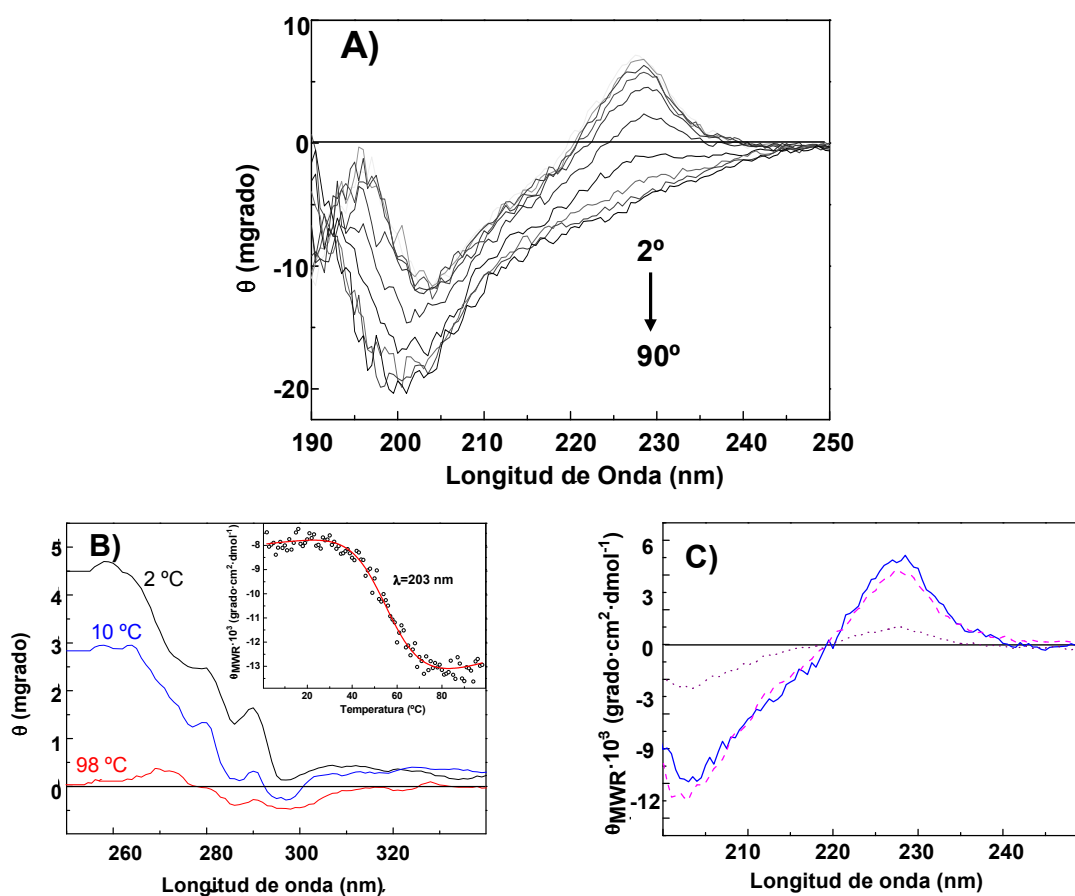 A)
10
0
-10
-20
θ (mgrado)
2º
90º
190 200 210 220 230 240 250
Longitud de Onda (nm)
B)
5
4
3
2
1
0
θ (mgrado)
2 ºC
10 ºC
98 ºC
260 280 300 320
Longitud de onda (nm)
θMWR·10³ (grado·cm²·dmol⁻¹)
-8
-9
-10
-11
-12
-13
λ=203 nm
20 40 60 80
Temperatura (ºC)
C)
6
3
0
-3
-9
-12
θMWR·10³ (grado·cm²·dmol⁻¹)
210 220 230 240
Longitud de onda (nm)